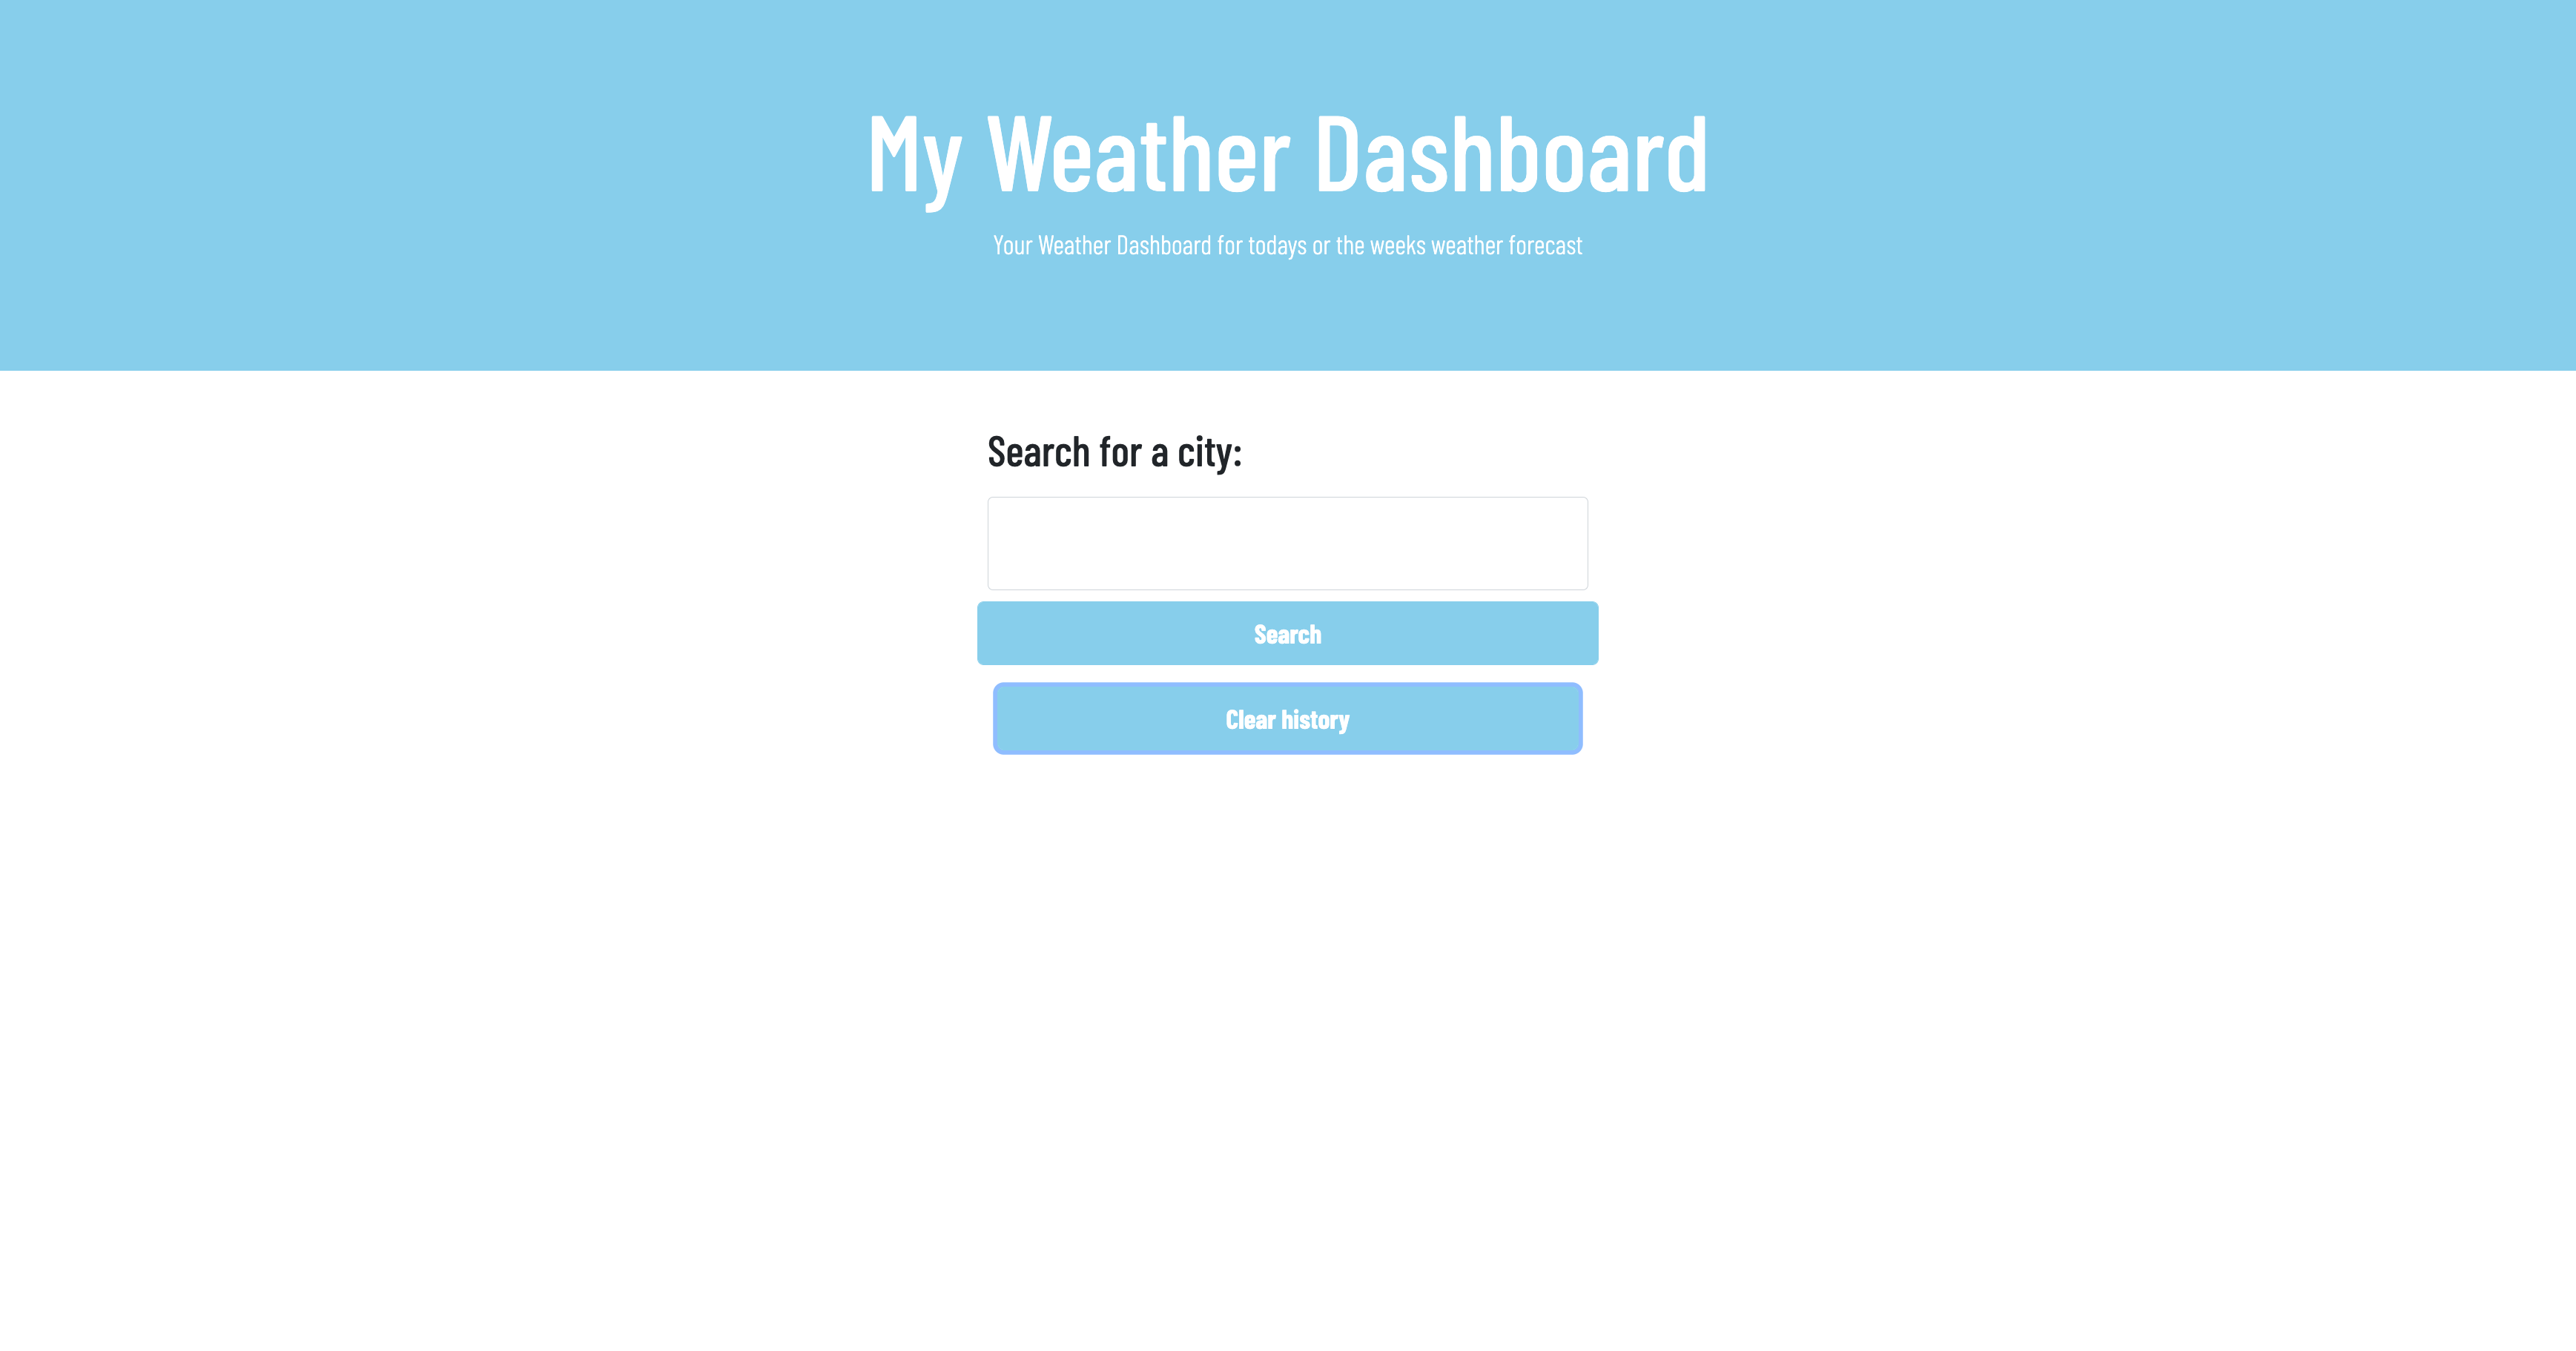 My Weather Dashboard
Your Weather Dashboard for todays or the weeks weather forecast
Search for a city:
Search
Clear history